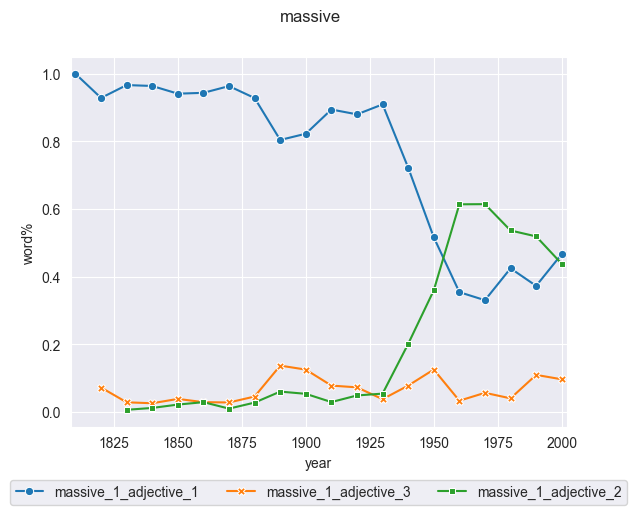 massive
1.0
0.8
0.6
0.4
0.2
0.0
word%
1825 1850 1875 1900 1925 1950 1975 2000
year
massive_1_adjective_1 massive_1_adjective_3 massive_1_adjective_2